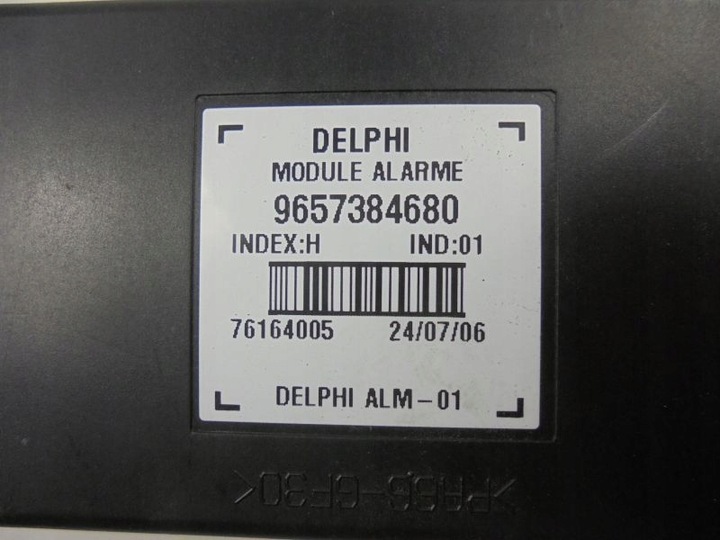 DELPHI
MODULE ALARME
9657384680
INDEX:H IND:01
76164005 24/07/06
DELPHI ALM-01
>PA66-GF30<